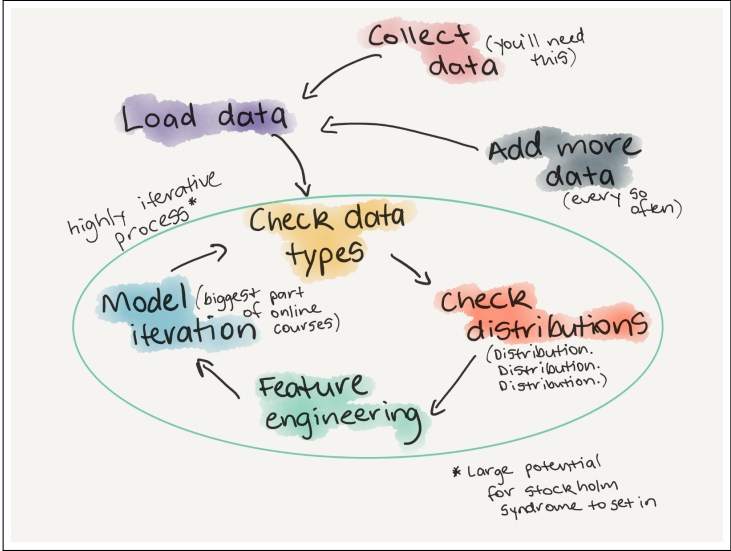 Collect
data
(you'll need
this)
Load data
Add more
data
(every so
often)
highly iterative
process*
Check data
types
Check
distributions
(Distribution.
Distribution.
Distribution.)
Feature
engineering
Model
iteration
(biggest part
of online
courses)
* Large potential
for stockholm
syndrome to set in